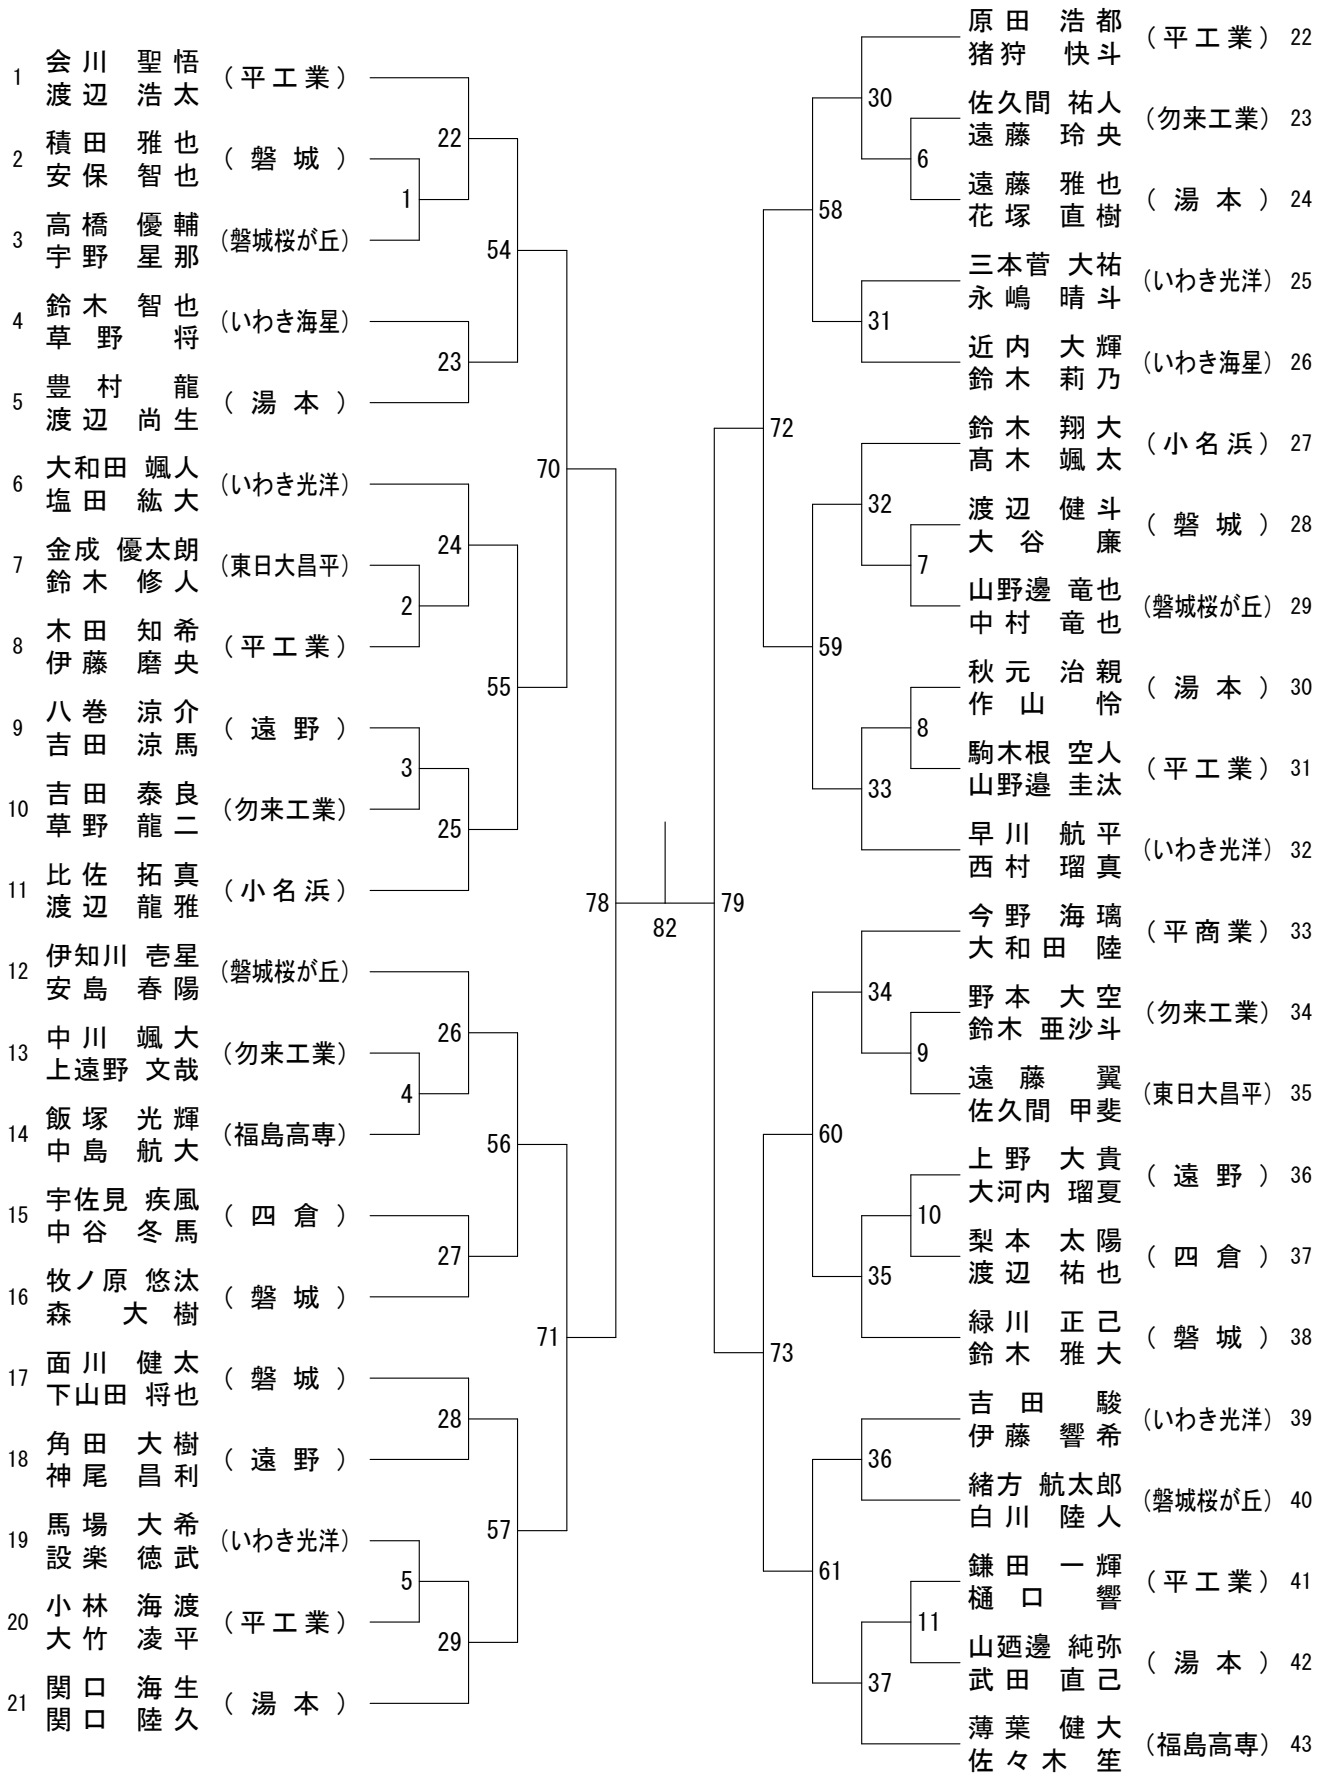 1 会川 聖悟 (平工業)
渡辺 浩太
2 積田 雅也 (磐城)
安保 智也
3 高橋 優輔 (磐城桜が丘)
宇野 星那
4 鈴木 智也 (いわき海星)
草野 将
5 豊村 龍 (湯本)
渡辺 尚生
6 大和田 颯人 (いわき光洋)
塩田 紘大
7 金成 優太朗 (東日大昌平)
鈴木 修人
8 木田 知希 (平工業)
伊藤 磨央
9 八巻 涼介 (遠野)
吉田 涼馬
10 吉田 泰良 (勿来工業)
草野 龍二
11 比佐 拓真 (小名浜)
渡辺 龍雅
12 伊知川 壱星 (磐城桜が丘)
安島 春陽
13 中川 颯大 (勿来工業)
上遠野 文哉
14 飯塚 光輝 (福島高専)
中島 航大
15 宇佐見 疾風 (四倉)
中谷 冬馬
16 牧ノ原 悠汰 (磐城)
森 大樹
17 面川 健太 (磐城)
下山田 将也
18 角田 大樹 (遠野)
神尾 昌利
19 馬場 大希 (いわき光洋)
設楽 徳武
20 小林 海渡 (平工業)
大竹 凌平
21 関口 海生 (湯本)
関口 陸久
1
2
3
4
5
22
23
24
25
26
27
28
29
54
55
56
57
70
71
78
82
79
72
73
58
59
60
61
30
31
32
33
34
35
36
37
6
7
8
9
10
11
原田 浩都 (平工業) 22
猪狩 快斗
佐久間 祐人 (勿来工業) 23
遠藤 玲央
遠藤 雅也 (湯本) 24
花塚 直樹
三本菅 大祐 (いわき光洋) 25
永嶋 晴斗
近内 大輝 (いわき海星) 26
鈴木 莉乃
鈴木 翔大 (小名浜) 27
髙木 颯太
渡辺 健斗 (磐城) 28
大谷 廉
山野邊 竜也 (磐城桜が丘) 29
中村 竜也
秋元 治親 (湯本) 30
作山 怜
駒木根 空人 (平工業) 31
山野邉 圭汰
早川 航平 (いわき光洋) 32
西村 瑠真
今野 海璃 (平商業) 33
大和田 陸
野本 大空 (勿来工業) 34
鈴木 亜沙斗
遠藤 翼 (東日大昌平) 35
佐久間 甲斐
上野 大貴 (遠野) 36
大河内 瑠夏
梨本 太陽 (四倉) 37
渡辺 祐也
緑川 正己 (磐城) 38
鈴木 雅大
吉田 駿 (いわき光洋) 39
伊藤 響希
緒方 航太郎 (磐城桜が丘) 40
白川 陸人
鎌田 一輝 (平工業) 41
樋口 響
山廼邊 純弥 (湯本) 42
武田 直己
薄葉 健大 (福島高専) 43
佐々木 笙